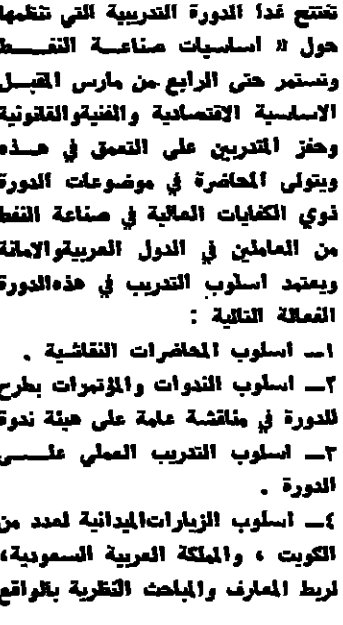 تفتتح غدا الدورة التدريبية التي تنظمها
حول « اساسيات صناعة النفط
وتستمر حتى الرابع من مارس المقبل
الاساسية الاقتصادية والفنية والقانونية
وحفز المتدربين على التعمق في هذه
ويتولى المحاضرة في موضوعات الدورة
ذوي الكفايات العالية في صناعة النفط
من العاملين في الدول العربية والامانة
ويعتمد اسلوب التدريب في هذه الدورة
الفعالة التالية :
١ــ اسلوب المحاضرات النقاشية .
٢ــ اسلوب الندوات والمؤتمرات بطرح
للدورة في مناقشة عامة على هيئة ندوة
٣ــ اسلوب التدريب العملي على
الدورة .
٤ــ اسلوب الزيارات الميدانية لعدد من
الكويت ، والمملكة العربية السعودية،
لربط المعارف والمباحث النظرية بالواقع